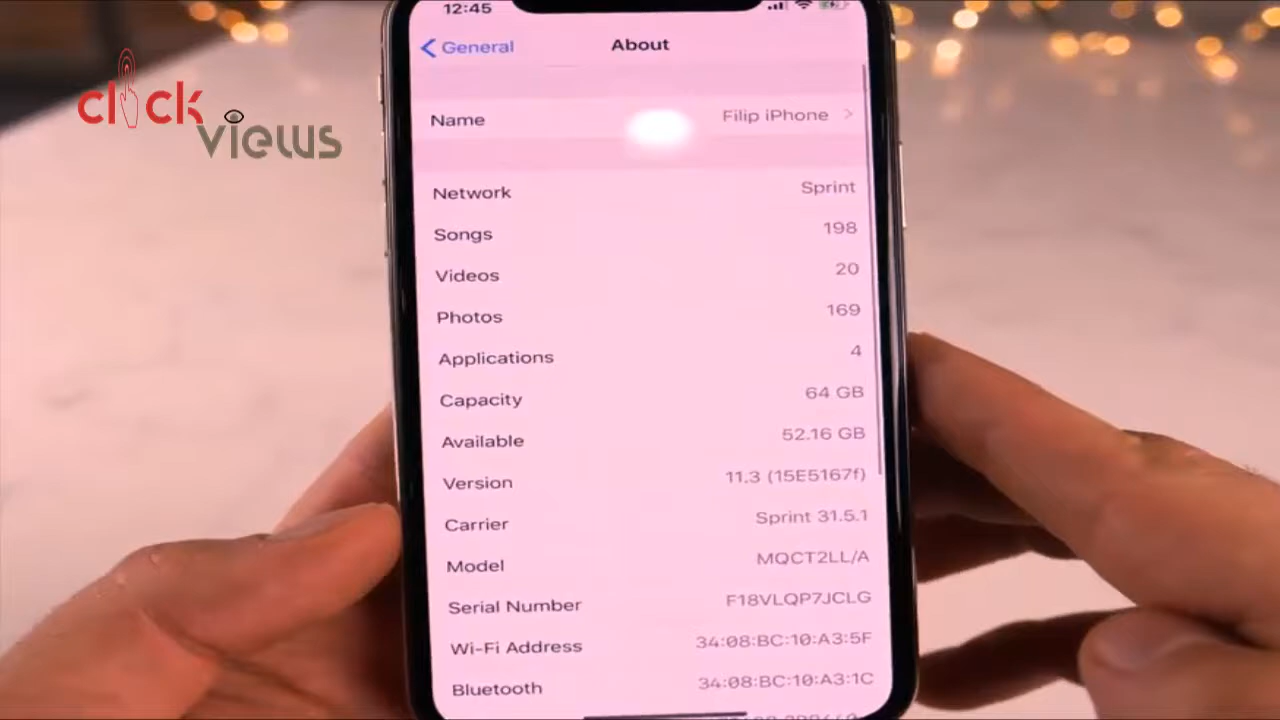 12:45
General
About
Name Filip iPhone
click
views
Network Sprint
Songs 198
Videos 20
Photos 169
Applications 4
Capacity 64 GB
Available 52.16 GB
Version 11.3 (15E5167f)
Carrier Sprint 31.5.1
Model MQCT2LL/A
Serial Number F18VLQP7JCLG
Wi-Fi Address 34:08:BC:10:A3:5F
Bluetooth 34:08:BC:10:A3:1C